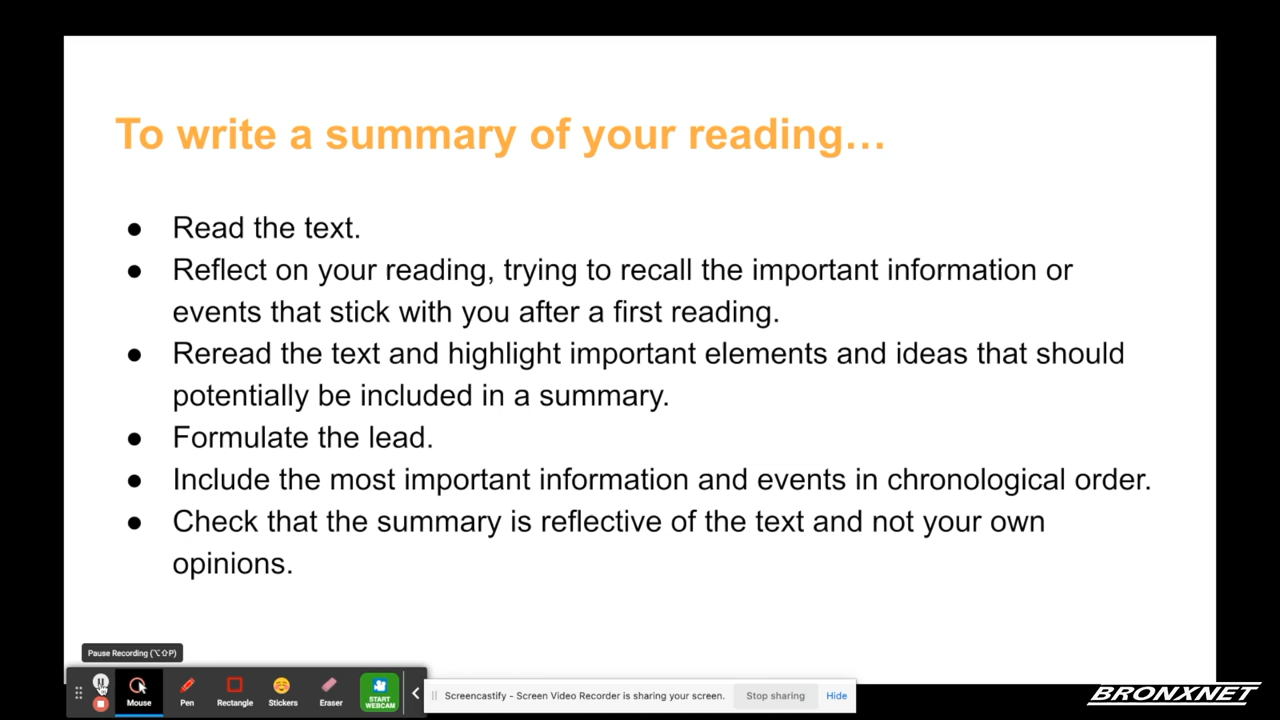 To write a summary of your reading…
● Read the text.
● Reflect on your reading, trying to recall the important information or
events that stick with you after a first reading.
● Reread the text and highlight important elements and ideas that should
potentially be included in a summary.
● Formulate the lead.
● Include the most important information and events in chronological order.
● Check that the summary is reflective of the text and not your own
opinions.
Pause Recording (⌥⇧P)
Mouse
Pen
Rectangle
Stickers
Eraser
START
WEBCAM
Screencastify - Screen Video Recorder is sharing your screen.
Stop sharing
Hide
BRONXNET